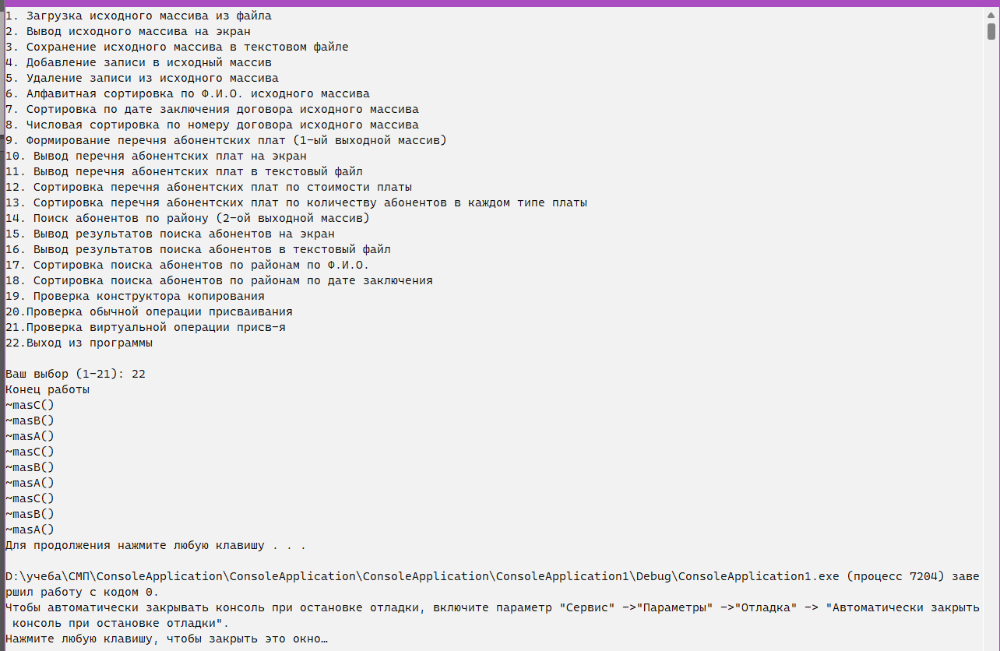 1. Загрузка исходного массива из файла
2. Вывод исходного массива на экран
3. Сохранение исходного массива в текстовом файле
4. Добавление записи в исходный массив
5. Удаление записи из исходного массива
6. Алфавитная сортировка по Ф.И.О. исходного массива
7. Сортировка по дате заключения договора исходного массива
8. Числовая сортировка по номеру договора исходного массива
9. Формирование перечня абонентских плат (1-ый выходной массив)
10. Вывод перечня абонентских плат на экран
11. Вывод перечня абонентских плат в текстовый файл
12. Сортировка перечня абонентских плат по стоимости платы
13. Сортировка перечня абонентских плат по количеству абонентов в каждом типе платы
14. Поиск абонентов по району (2-ой выходной массив)
15. Вывод результатов поиска абонентов на экран
16. Вывод результатов поиска абонентов в текстовый файл
17. Сортировка поиска абонентов по районам по Ф.И.О.
18. Сортировка поиска абонентов по районам по дате заключения
19. Проверка конструктора копирования
20.Проверка обычной операции присваивания
21.Проверка виртуальной операции присв-я
22.Выход из программы
Ваш выбор (1-21): 22
Конец работы
~masC()
~masB()
~masA()
~masC()
~masB()
~masA()
~masC()
~masB()
~masA()
Для продолжения нажмите любую клавишу . . .
D:\учеба\СМП\ConsoleApplication\ConsoleApplication\ConsoleApplication\ConsoleApplication1\Debug\ConsoleApplication1.exe (процесс 7204) заве
ршил работу с кодом 0.
Чтобы автоматически закрывать консоль при остановке отладки, включите параметр "Сервис" ->"Параметры" ->"Отладка" -> "Автоматически закрыть
консоль при остановке отладки".
Нажмите любую клавишу, чтобы закрыть это окно…